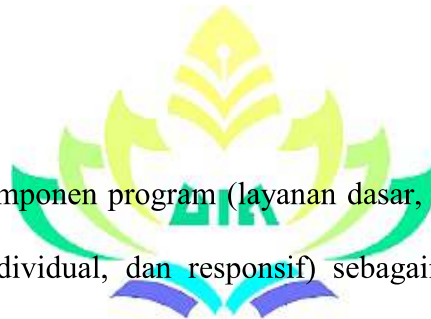 mponen program (layanan dasar,
dividual, dan responsif) sebagai